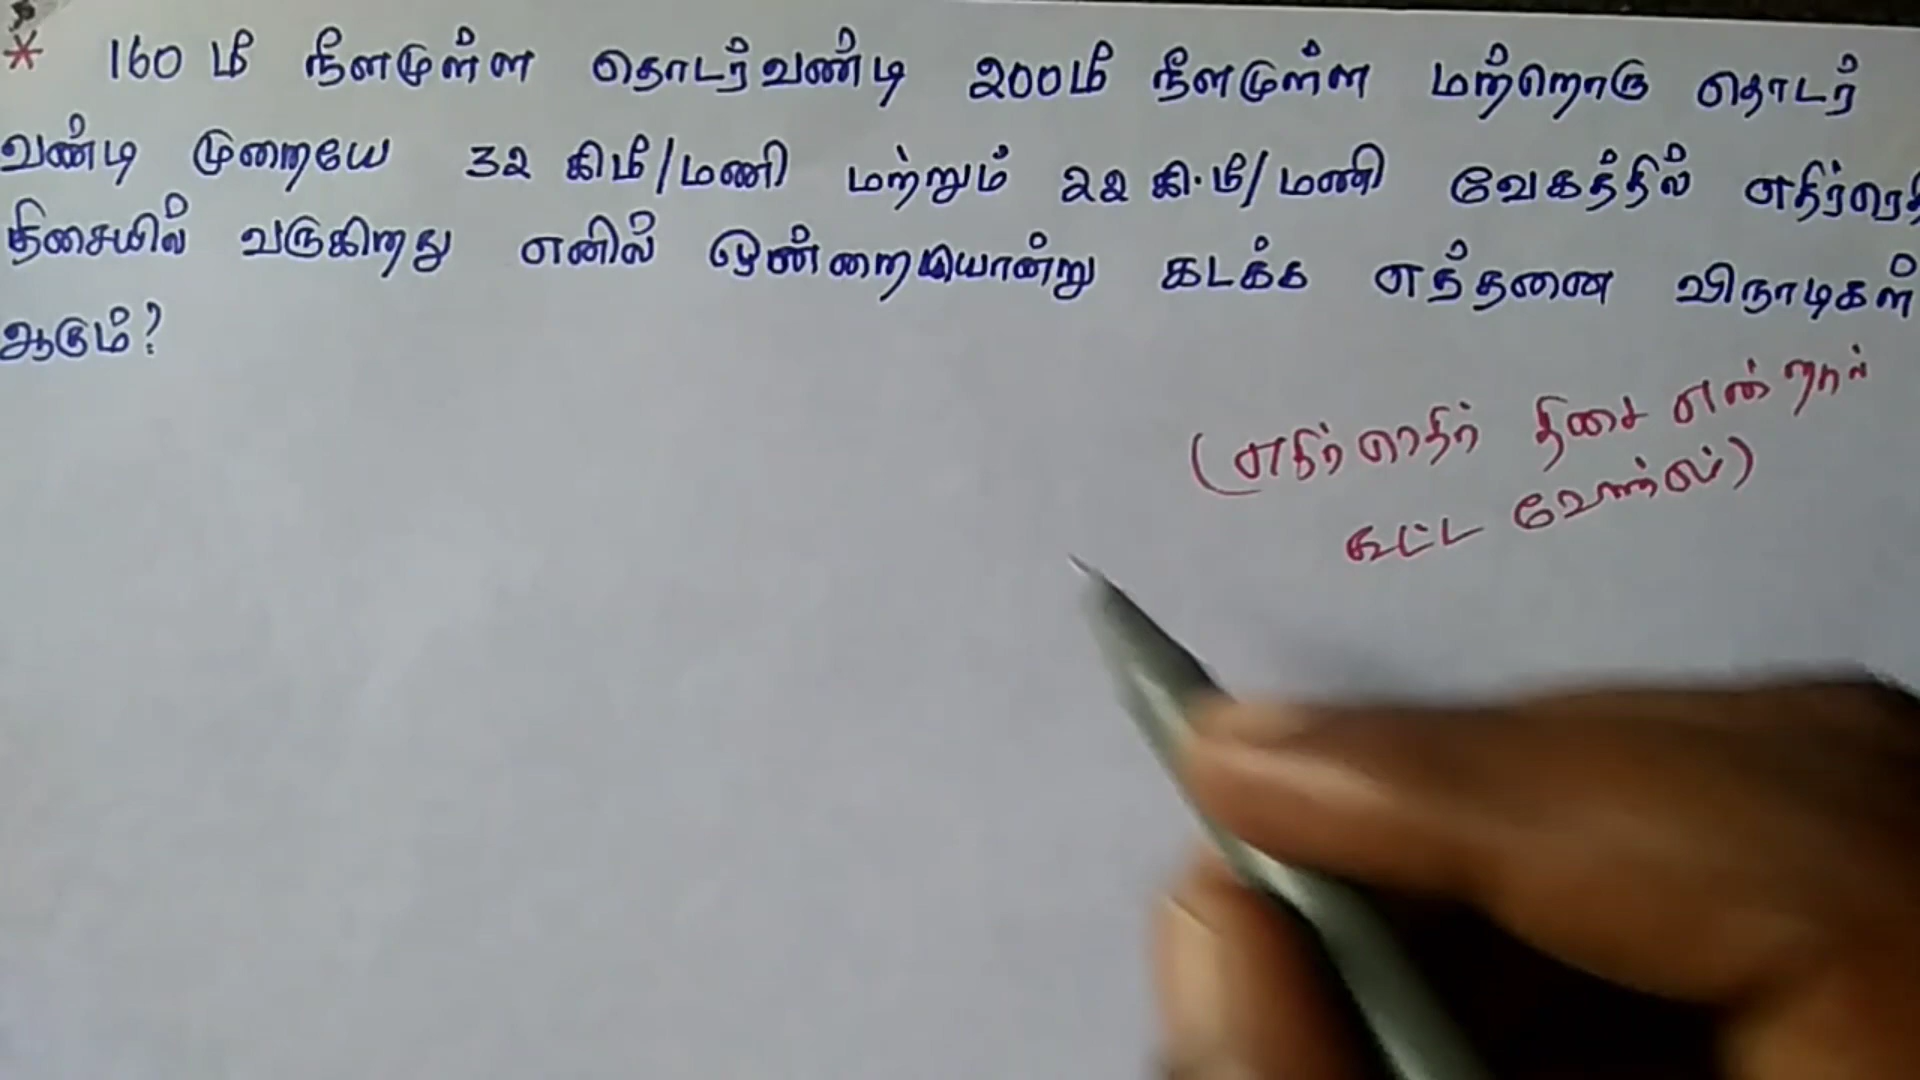 * 160 மீ நீளமுள்ள தொடர்வண்டி 200மீ நீளமுள்ள மற்றொரு தொடர்
வண்டி முறையே 32 கிமீ/மணி மற்றும் 22 கி.மீ/மணி வேகத்தில் எதிரெதி
திசையில் வருகிறது எனில் ஒன்றையொன்று கடக்க எத்தனை விநாடிகள்
ஆகும்?
(எதிர் எதிர் திசை என்றால்
கூட்ட வேண்டும்)